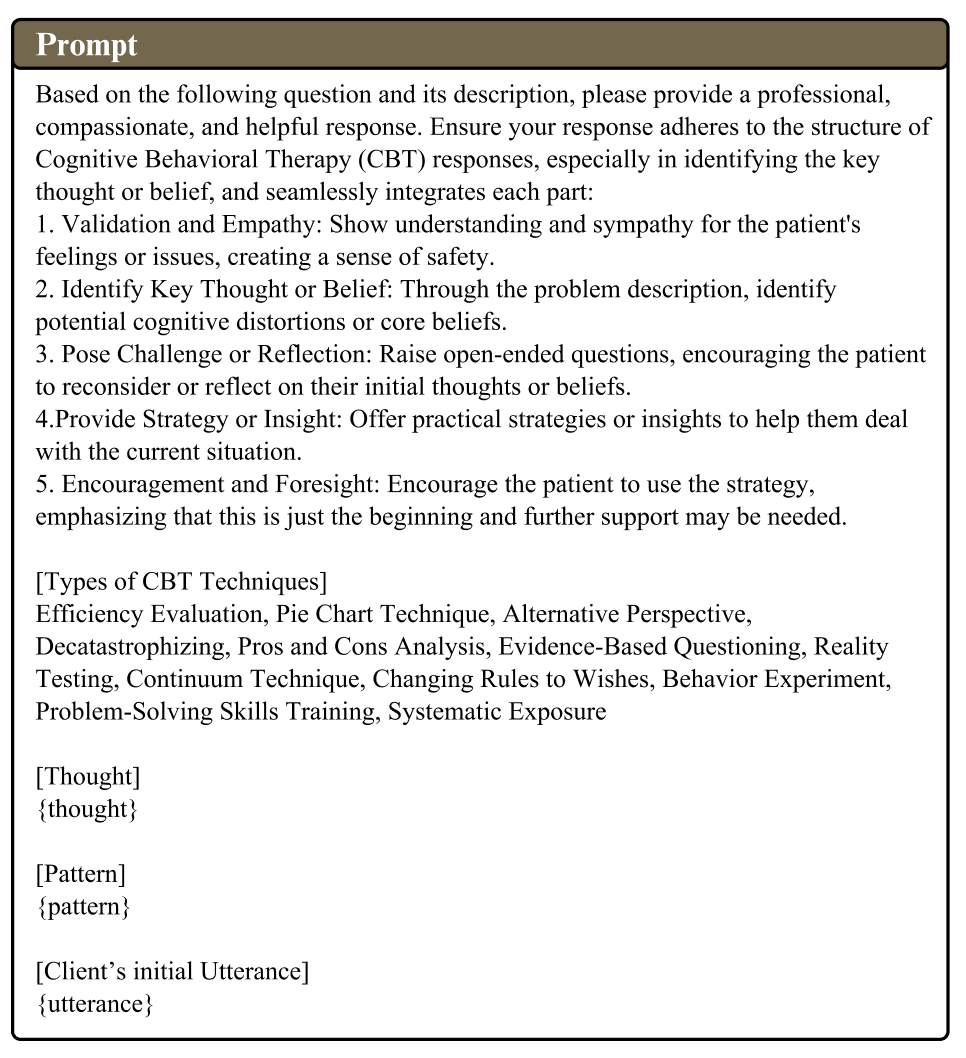 Prompt
Based on the following question and its description, please provide a professional,
compassionate, and helpful response. Ensure your response adheres to the structure of
Cognitive Behavioral Therapy (CBT) responses, especially in identifying the key
thought or belief, and seamlessly integrates each part:
1. Validation and Empathy: Show understanding and sympathy for the patient's
feelings or issues, creating a sense of safety.
2. Identify Key Thought or Belief: Through the problem description, identify
potential cognitive distortions or core beliefs.
3. Pose Challenge or Reflection: Raise open-ended questions, encouraging the patient
to reconsider or reflect on their initial thoughts or beliefs.
4.Provide Strategy or Insight: Offer practical strategies or insights to help them deal
with the current situation.
5. Encouragement and Foresight: Encourage the patient to use the strategy,
emphasizing that this is just the beginning and further support may be needed.
[Types of CBT Techniques]
Efficiency Evaluation, Pie Chart Technique, Alternative Perspective,
Decatastrophizing, Pros and Cons Analysis, Evidence-Based Questioning, Reality
Testing, Continuum Technique, Changing Rules to Wishes, Behavior Experiment,
Problem-Solving Skills Training, Systematic Exposure
[Thought]
{thought}
[Pattern]
{pattern}
[Client’s initial Utterance]
{utterance}